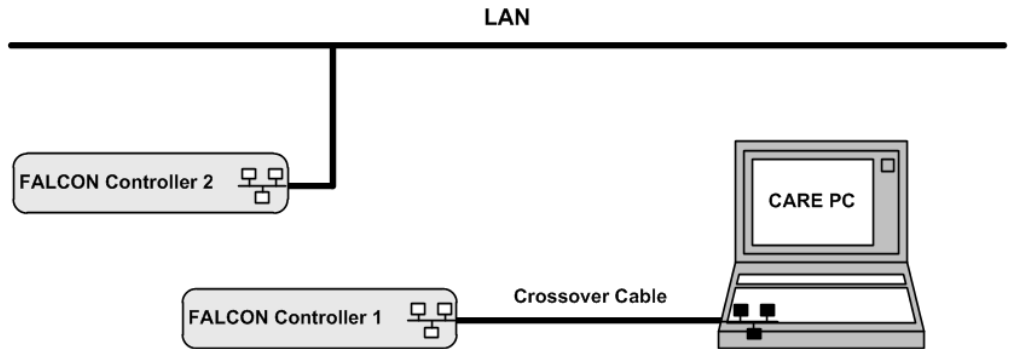 LAN
FALCON Controller 2
CARE PC
Crossover Cable
FALCON Controller 1